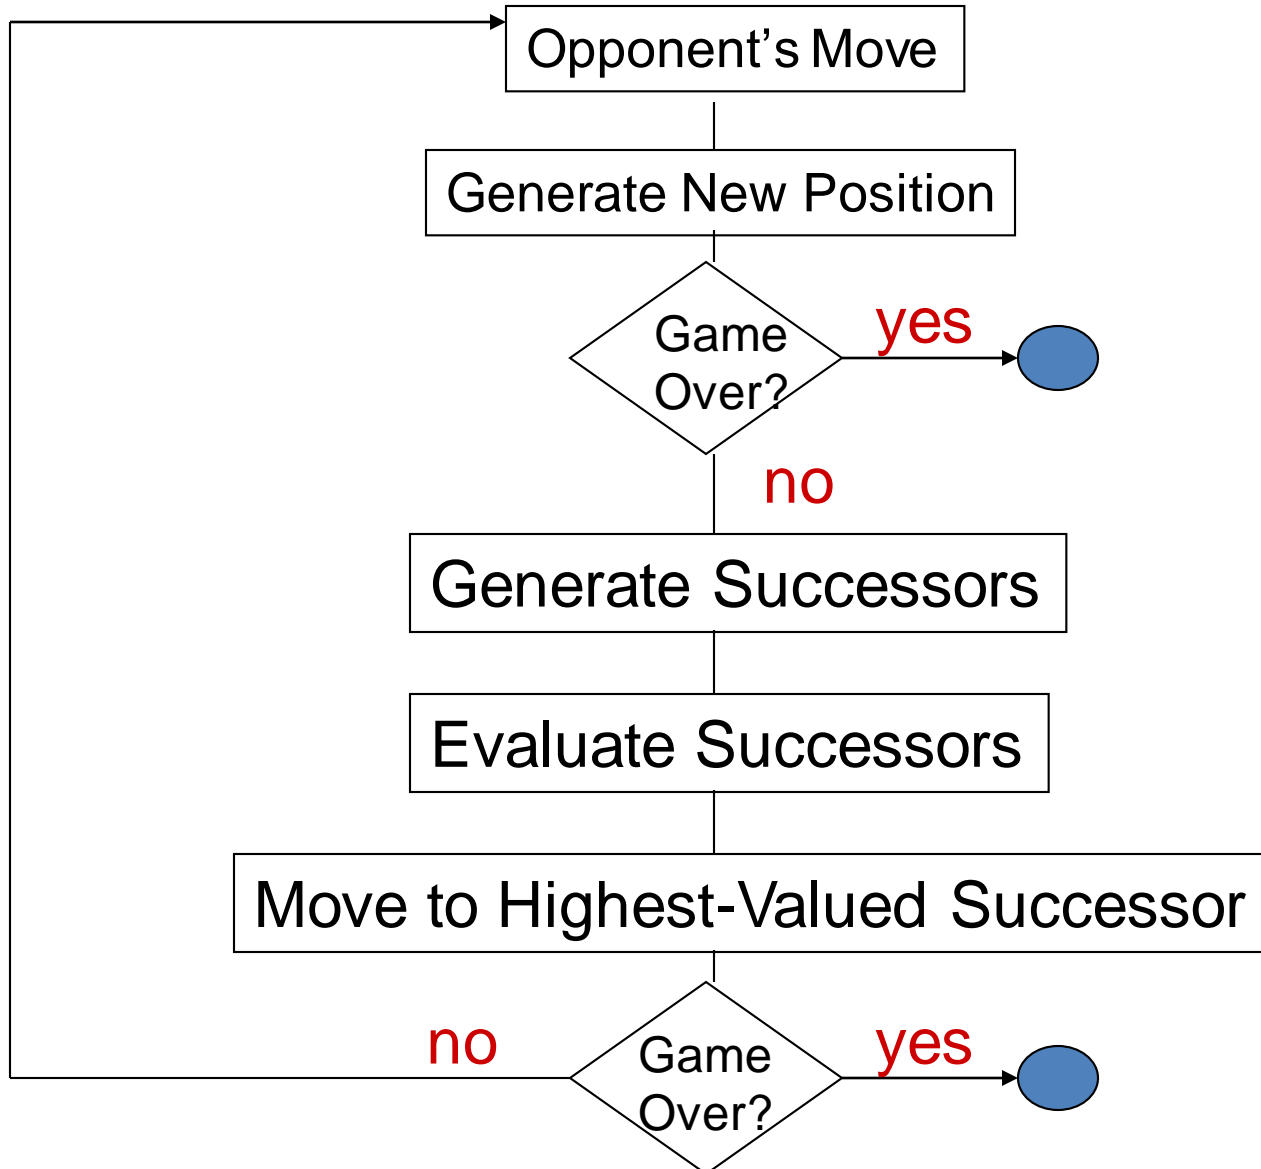 Opponent's Move
Generate New Position
Game
Over?
yes
no
Generate Successors
Evaluate Successors
Move to Highest-Valued Successor
no
Game
Over?
yes